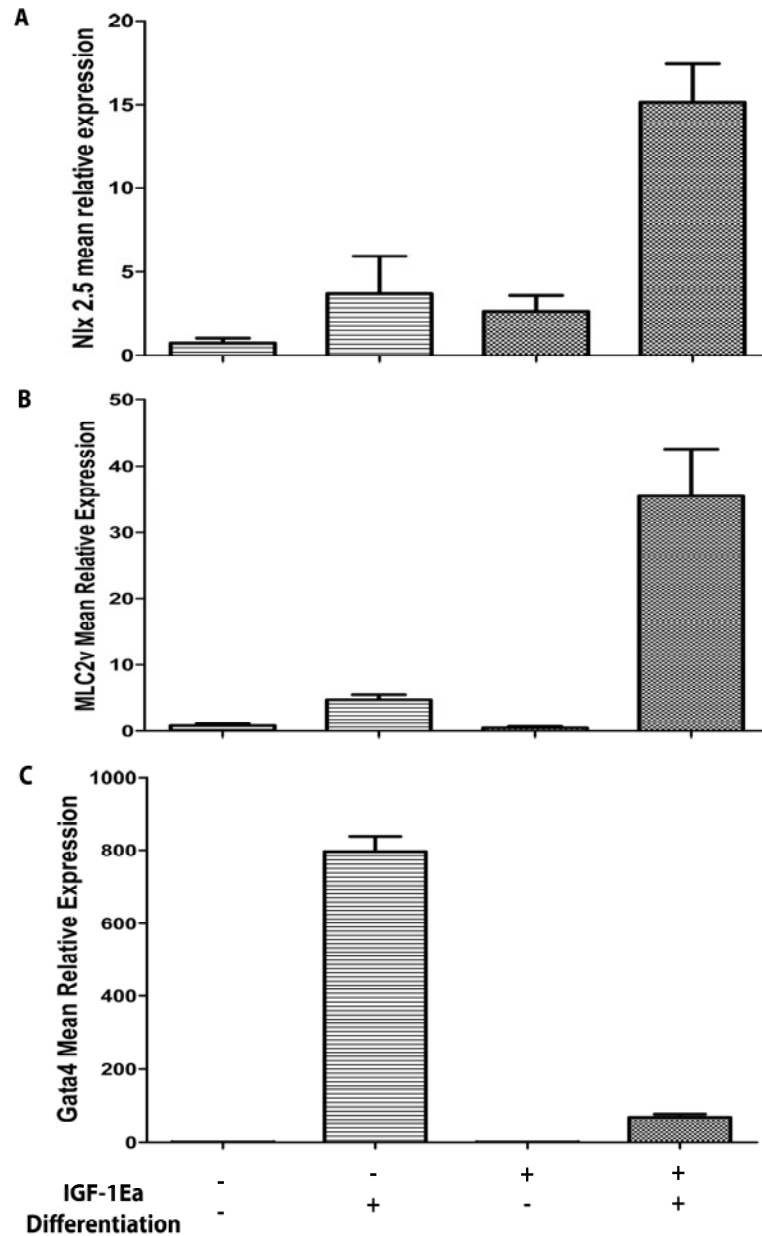 A
Nlx 2.5 mean relative expression
20
15
10
5
0
B
MLC2v Mean Relative Expression
50
40
30
20
10
0
C
Gata4 Mean Relative Expression
1000
800
600
400
200
0
IGF-1Ea - - + +
Differentiation - + - +